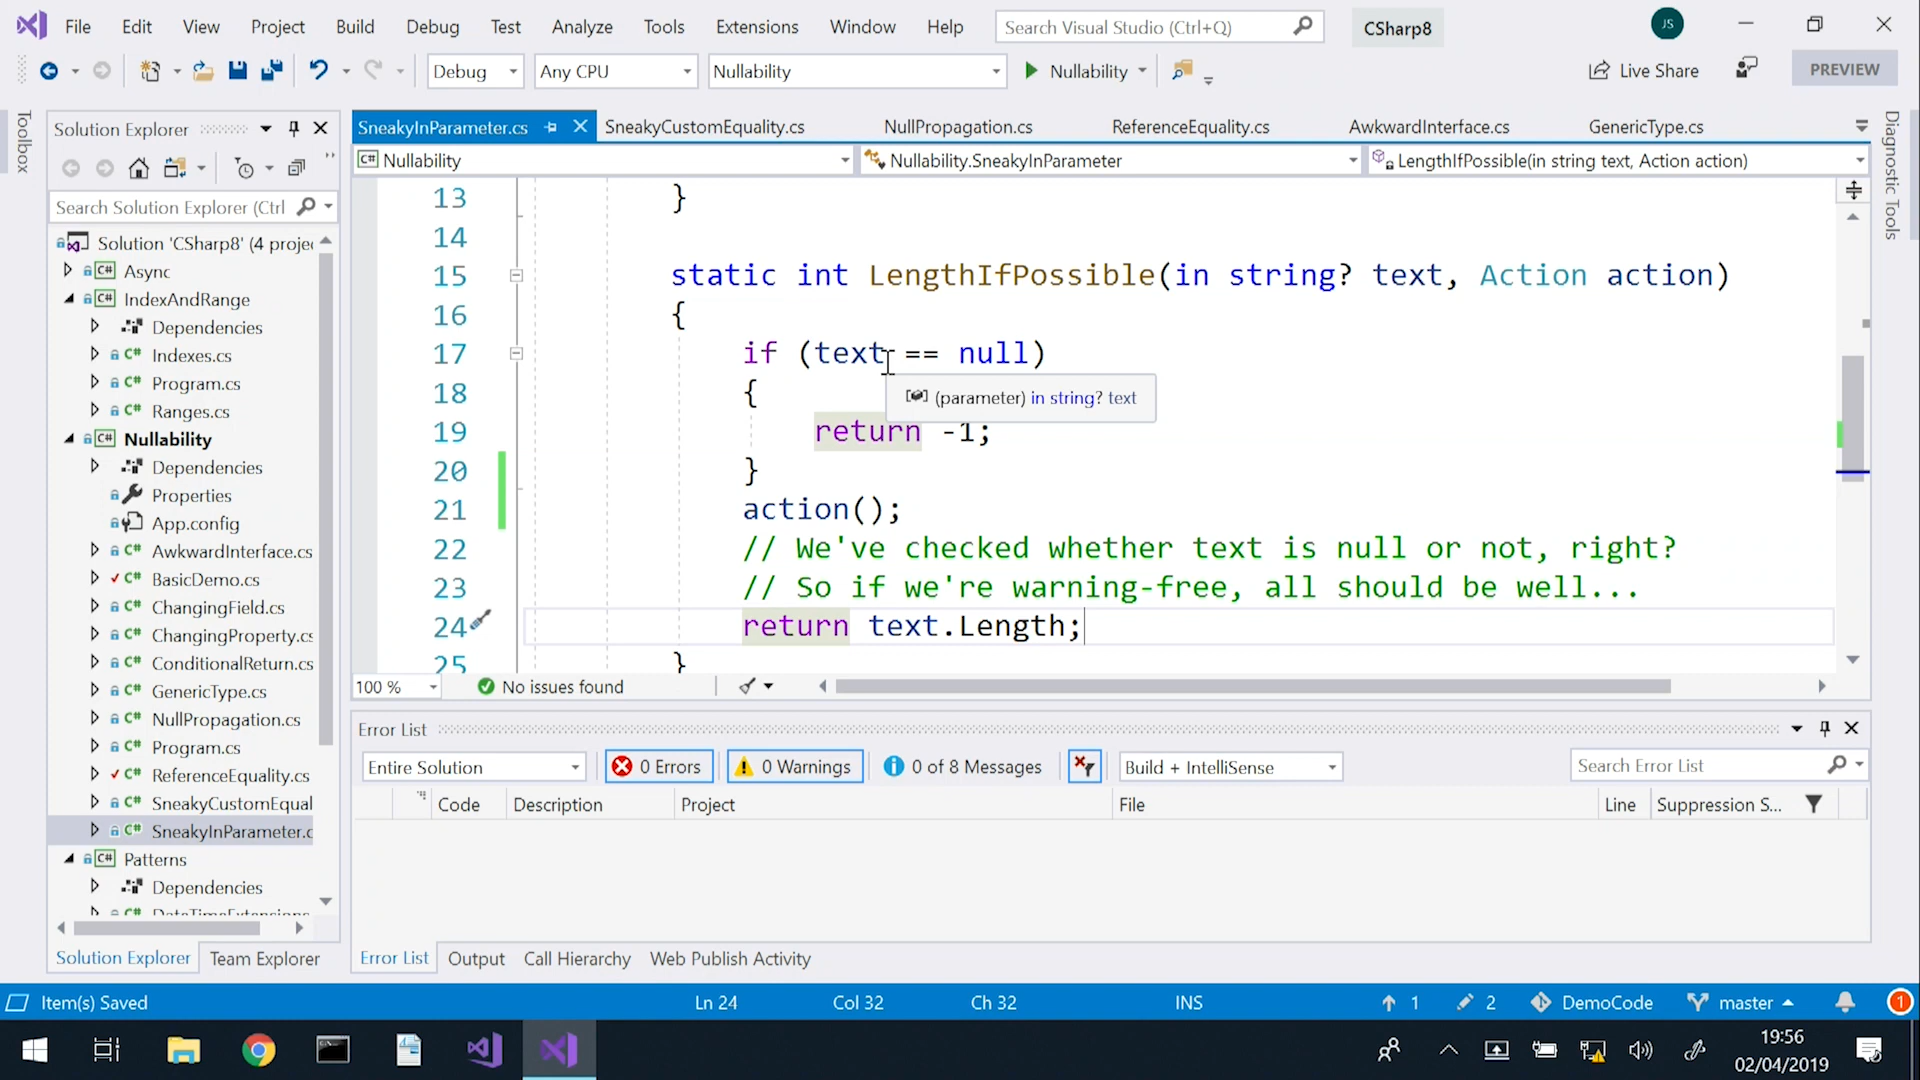 File Edit View Project Build Debug Test Analyze Tools Extensions Window Help Search Visual Studio (Ctrl+Q) CSharp8 JS
Debug Any CPU Nullability Nullability Live Share PREVIEW
Toolbox
Solution Explorer
Search Solution Explorer (Ctrl
Solution 'CSharp8' (4 proje
C# Async
C# IndexAndRange
Dependencies
C# Indexes.cs
C# Program.cs
C# Ranges.cs
C# Nullability
Dependencies
Properties
App.config
C# AwkwardInterface.cs
C# BasicDemo.cs
C# ChangingField.cs
C# ChangingProperty.cs
C# ConditionalReturn.cs
C# GenericType.cs
C# NullPropagation.cs
C# Program.cs
C# ReferenceEquality.cs
C# SneakyCustomEqual
C# SneakyInParameter.c
C# Patterns
Dependencies
C# DateTimeExtensions
Solution Explorer Team Explorer
SneakyInParameter.cs SneakyCustomEquality.cs NullPropagation.cs ReferenceEquality.cs AwkwardInterface.cs GenericType.cs
C# Nullability Nullability.SneakyInParameter LengthIfPossible(in string text, Action action)
13 }
14
15 static int LengthIfPossible(in string? text, Action action)
16 {
17 if (text == null)
18 {
(parameter) in string? text
19 return -1;
20 }
21 action();
22 // We've checked whether text is null or not, right?
23 // So if we're warning-free, all should be well...
24 return text.Length;
25 }
100 % No issues found
Error List
Entire Solution 0 Errors 0 Warnings 0 of 8 Messages Build + IntelliSense Search Error List
Code Description Project File Line Suppression S...
Error List Output Call Hierarchy Web Publish Activity
Diagnostic Tools
Item(s) Saved Ln 24 Col 32 Ch 32 INS 1 2 DemoCode master 1
19:56
02/04/2019